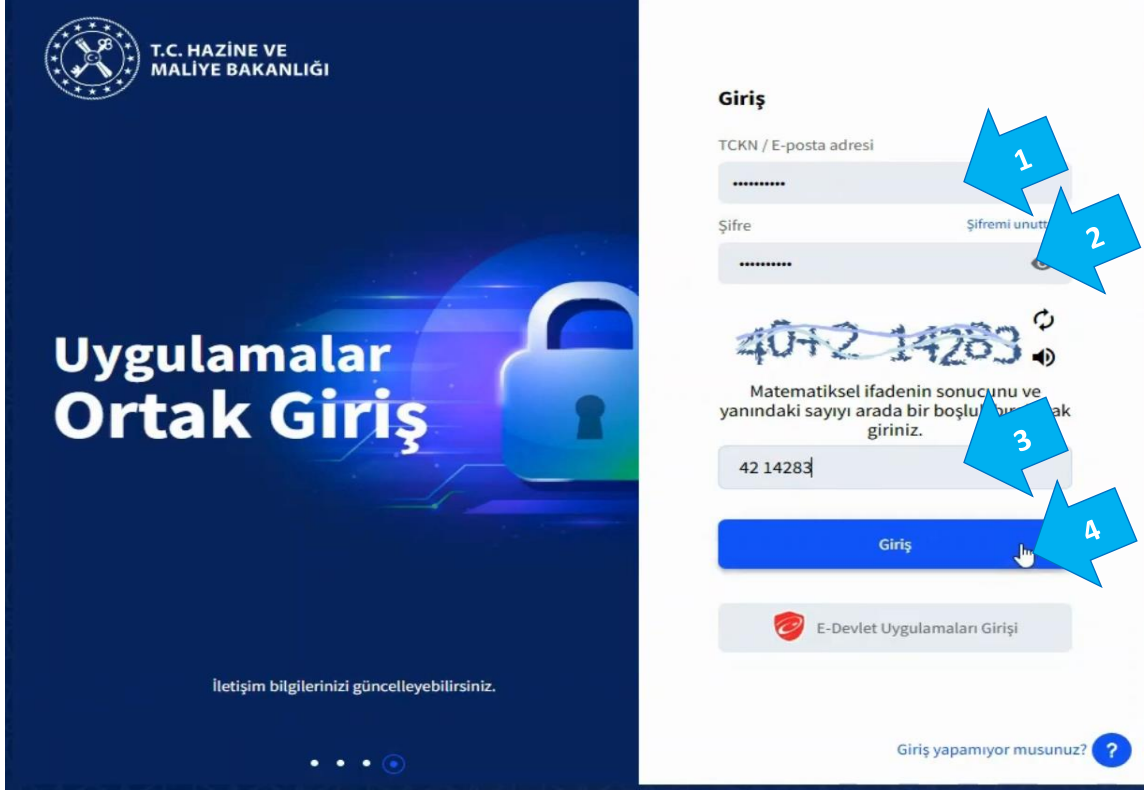 T.C. HAZİNE VE
MALİYE BAKANLIĞI
Uygulamalar
Ortak Giriş
İletişim bilgilerinizi güncelleyebilirsiniz.
Giriş
TCKN / E-posta adresi
1
Şifre
Şifremi
2
40+2 14283
Matematiksel ifadenin sonucunu ve
yanındaki sayıyı arada bir
giriniz.
3
42 14283
4
Giriş
E-Devlet Uygulamaları Girişi
Giriş yapamıyor musunuz? ?